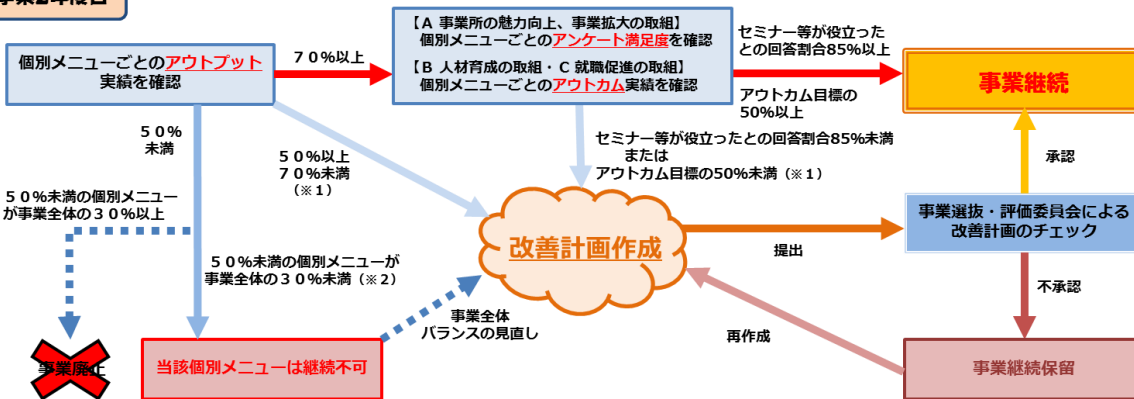 事業2年度目
個別メニューごとのアウトプット
実績を確認
７０％以上
【A 事業所の魅力向上、事業拡大の取組】
個別メニューごとのアンケート満足度を確認
【B 人材育成の取組・C 就職促進の取組】
個別メニューごとのアウトカム実績を確認
セミナー等が役立った
との回答割合85％以上
アウトカム目標の
50％以上
事業継続
５０％
未満
５０％以上
７０％未満
（※１）
セミナー等が役立ったとの回答割合85％未満
または
アウトカム目標の50％未満（※１）
承認
５０％未満の個別メニュー
が事業全体の３０％以上
事業選抜・評価委員会による
改善計画のチェック
改善計画作成
提出
５０％未満の個別メニューが
事業全体の３０％未満（※２）
不承認
事業全体
バランスの見直し
再作成
事業廃止
当該個別メニューは継続不可
事業継続保留